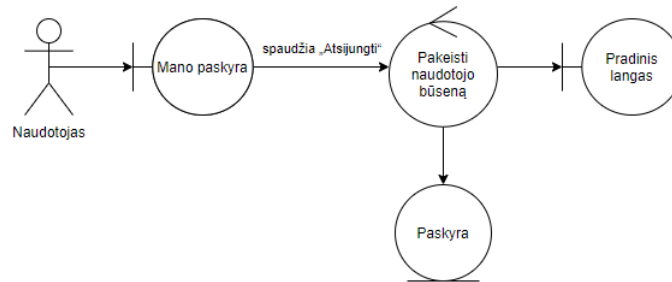 Naudotojas
Mano paskyra
spaudžia „Atsijungti“
Pakeisti
naudotojo
būseną
Pradinis
langas
Paskyra